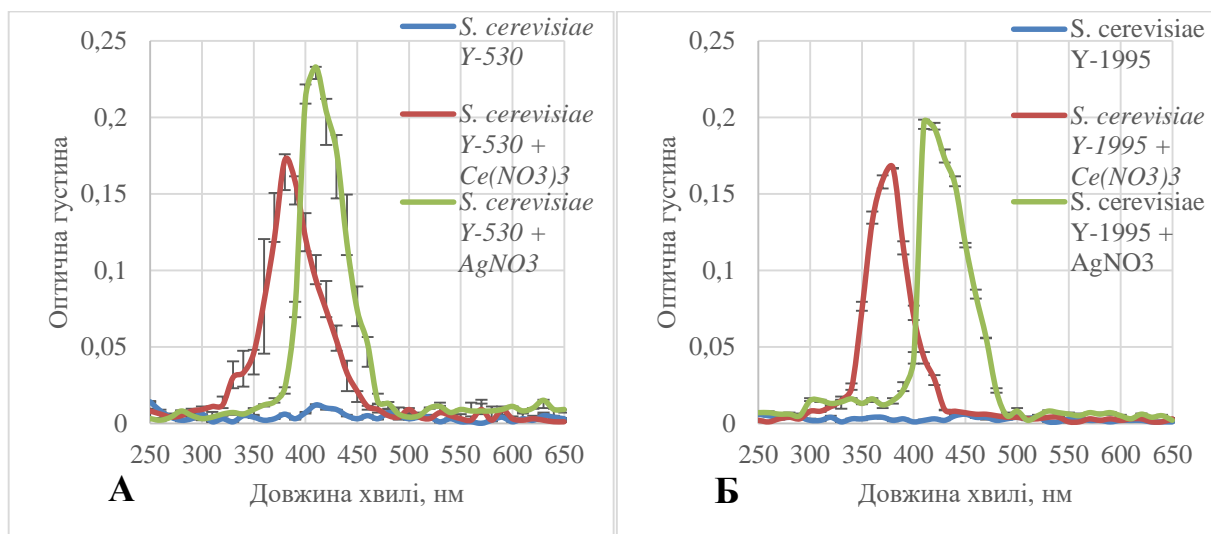 0,25
0,2
0,15
0,1
0,05
0
Оптична густина
250 300 350 400 450 500 550 600 650
Довжина хвилі, нм
А
S. cerevisiae
Y-530
S. cerevisiae
Y-530 +
Ce(NO3)3
S. cerevisiae
Y-530 +
AgNO3
0,25
0,2
0,15
0,1
0,05
0
Оптична густина
250 300 350 400 450 500 550 600 650
Довжина хвилі, нм
Б
S. cerevisiae
Y-1995
S. cerevisiae
Y-1995 +
Ce(NO3)3
S. cerevisiae
Y-1995 +
AgNO3